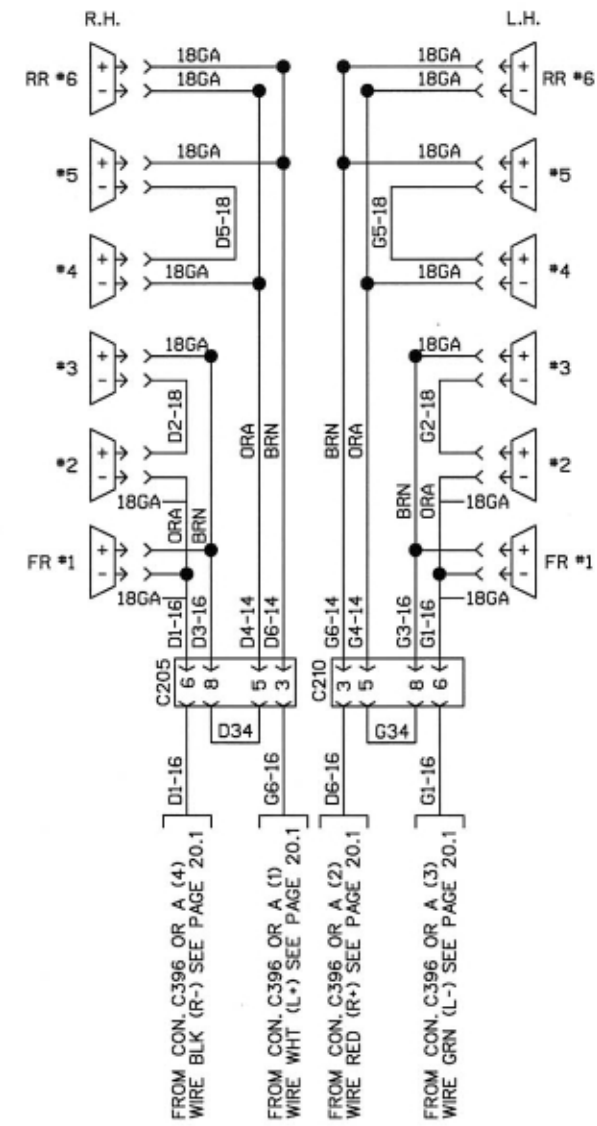 R.H. L.H.
RR #6 + - 18GA 18GA 18GA 18GA + - RR #6
#5 + - 18GA 18GA + - #5
D5-18 G5-18
#4 + - 18GA 18GA + - #4
#3 + - 18GA 18GA + - #3
D2-18 ORA BRN BRN ORA G2-18
#2 + - 18GA 18GA + - #2
ORA BRN BRN ORA
FR #1 + - 18GA 18GA + - FR #1
D1-16 D3-16 D4-14 D6-14 G6-14 G4-14 G3-16 G1-16
C205 6 8 5 3 C210 3 5 8 6
D34 G34
D1-16 G6-16 D6-16 G1-16
FROM CON. C396 OR A (4)
WIRE BLK (R-) SEE PAGE 20.1
FROM CON. C396 OR A (1)
WIRE WHT (L+) SEE PAGE 20.1
FROM CON. C396 OR A (2)
WIRE RED (R+) SEE PAGE 20.1
FROM CON. C396 OR A (3)
WIRE GRN (L-) SEE PAGE 20.1